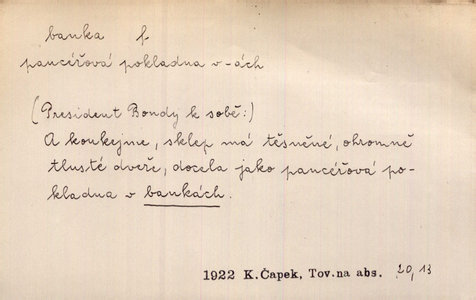 banka f.
pancéřová pokladna v -ách
(President Bondy k sobě:)
A koukejme, sklep má těsněné, ohromně
tlusté dveře, docela jako pancéřová po-
kladna v bankách.
1922 K.Čapek, Tov.na abs. 20, 13